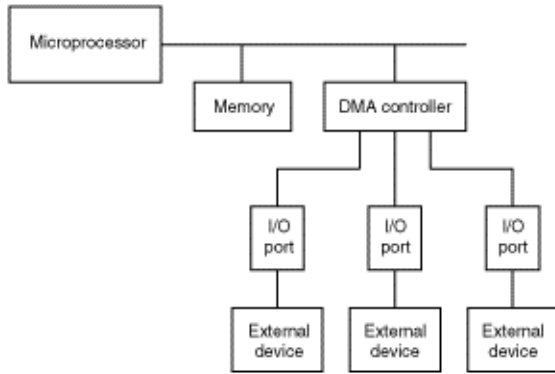 Microprocessor
Memory
DMA controller
I/O
port
I/O
port
I/O
port
External
device
External
device
External
device